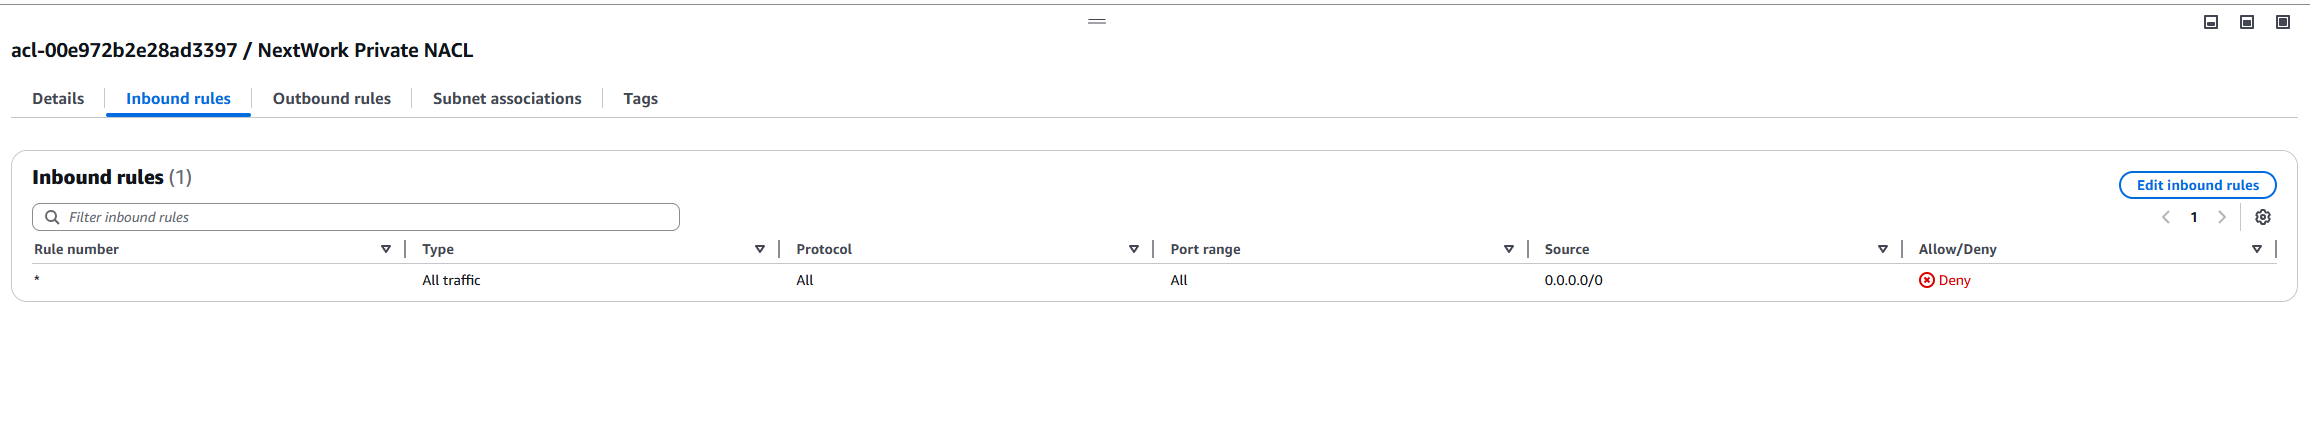 acl-00e972b2e28ad3397 / NextWork Private NACL
Details Inbound rules Outbound rules Subnet associations Tags
Inbound rules (1)
Edit inbound rules
Filter inbound rules
1
Rule number Type Protocol Port range Source Allow/Deny
* All traffic All All 0.0.0.0/0 Deny